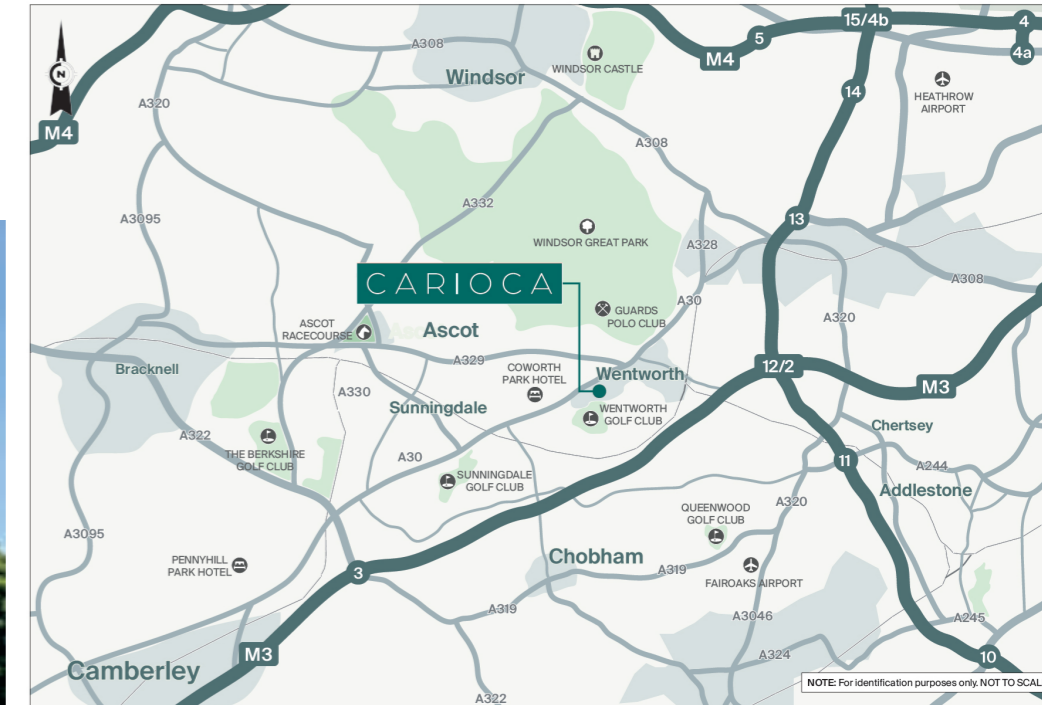 15/4b
4
5
4a
A308
M4
WINDSOR CASTLE
Windsor
HEATHROW
AIRPORT
14
N
A320
M4
A308
A332
A3095
13
WINDSOR GREAT PARK
A328
A308
CARIOCA
A30
GUARDS
POLO CLUB
A320
ASCOT
RACECOURSE
Ascot
A329
12/2
COWORTH
PARK HOTEL
Wentworth
Bracknell
M3
A330
Sunningdale
WENTWORTH
GOLF CLUB
Chertsey
A322
THE BERKSHIRE
GOLF CLUB
A30
11
A244
SUNNINGDALE
GOLF CLUB
Addlestone
A320
QUEENWOOD
GOLF CLUB
A3095
Chobham
PENNYHILL
PARK HOTEL
3
A319
FAIROAKS AIRPORT
A319
A3046
A245
M3
A324
10
Camberley
NOTE: For identification purposes only. NOT TO SCAL
A322